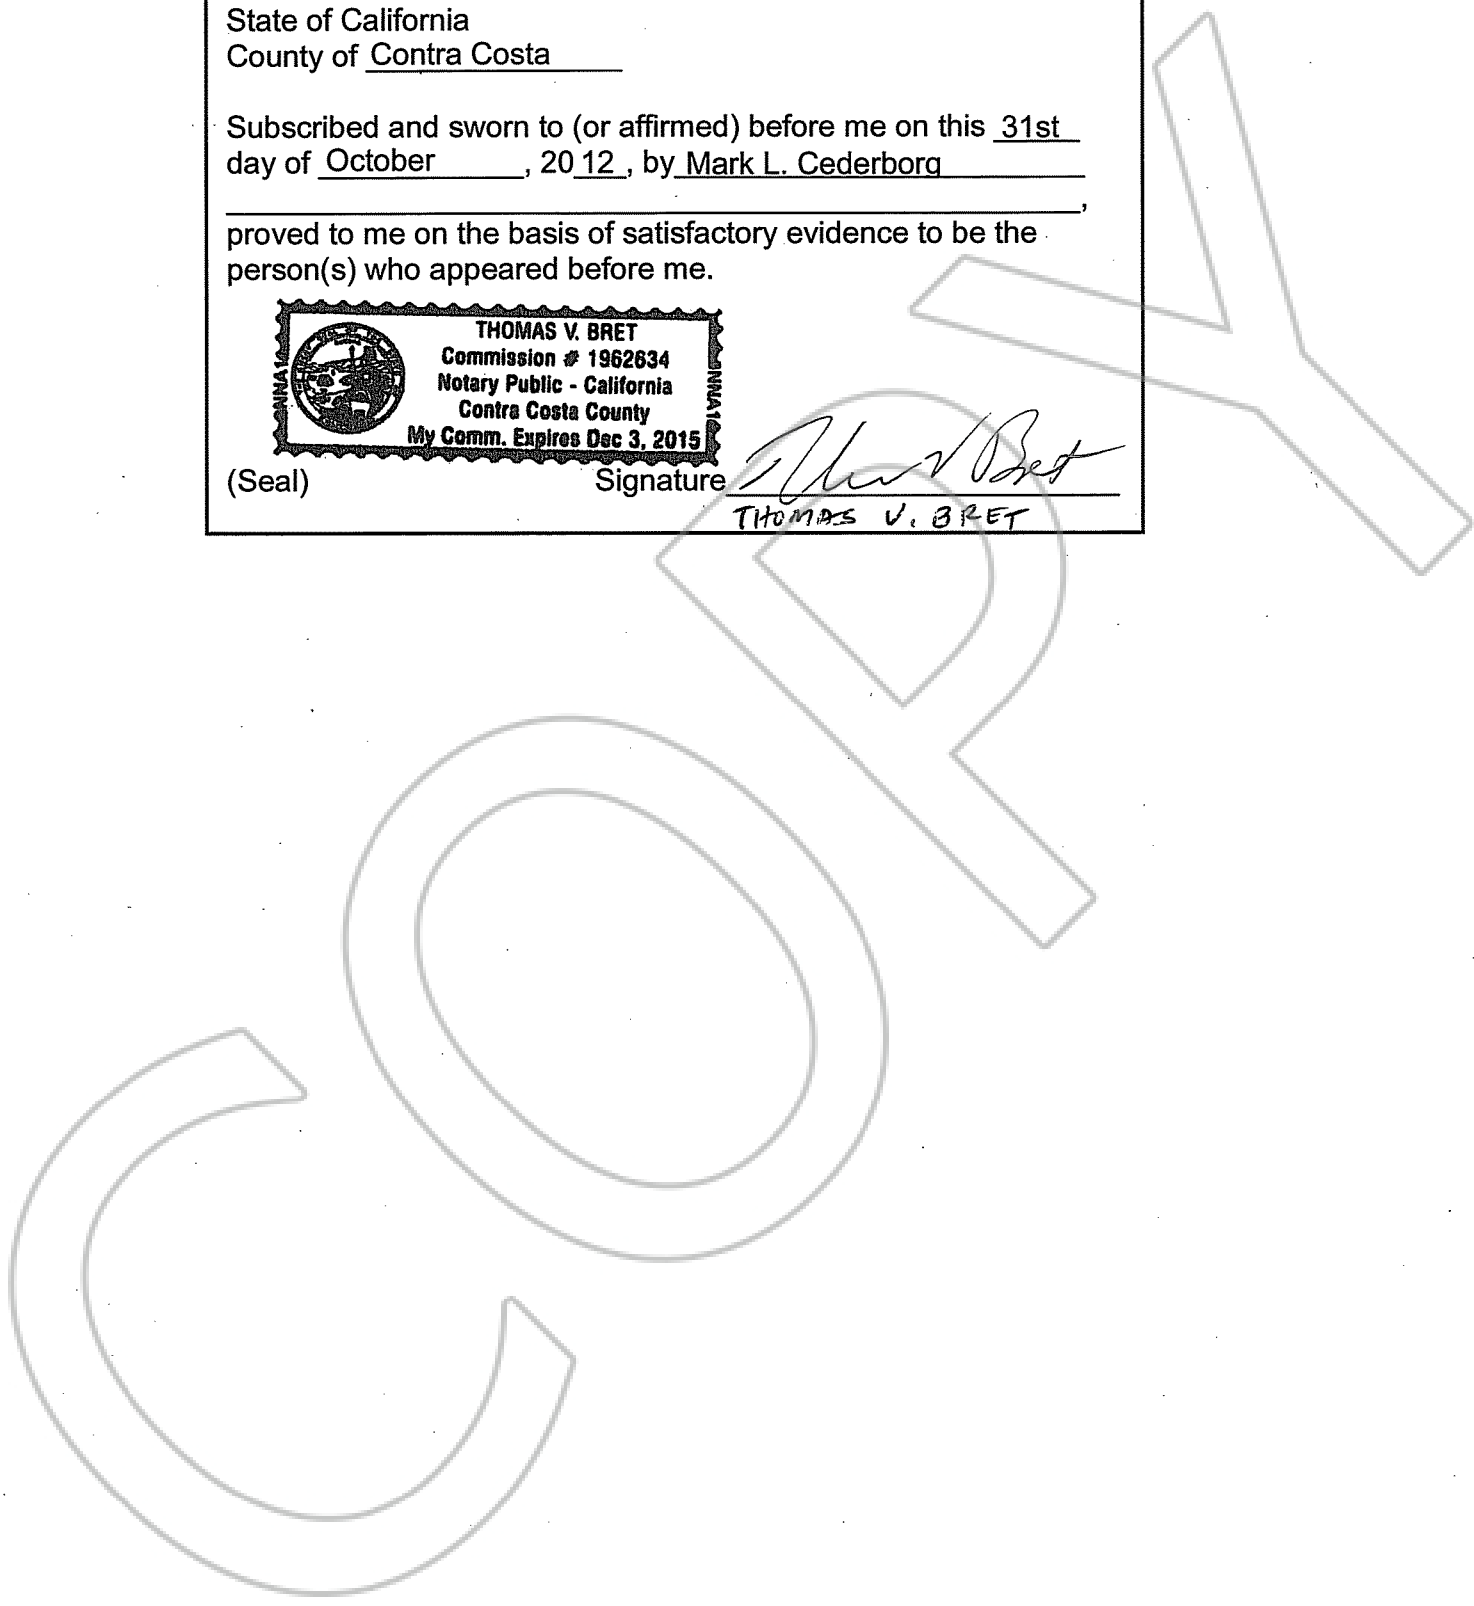 State of California
County of Contra Costa
Subscribed and sworn to (or affirmed) before me on this 31st
day of October, 2012, by Mark L. Cederborg
,
proved to me on the basis of satisfactory evidence to be the
person(s) who appeared before me.
THOMAS V. BRET
Commission # 1962634
Notary Public - California
Contra Costa County
My Comm. Expires Dec 3, 2015
(Seal) Signature Thomas V Bret
THOMAS V. BRET
COPY